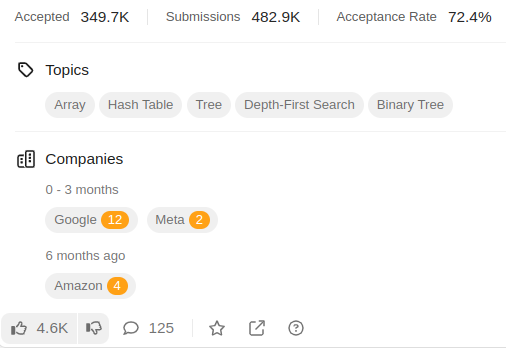 Accepted 349.7K Submissions 482.9K Acceptance Rate 72.4%
Topics
Array Hash Table Tree Depth-First Search Binary Tree
Companies
0 - 3 months
Google 12 Meta 2
6 months ago
Amazon 4
4.6K 125